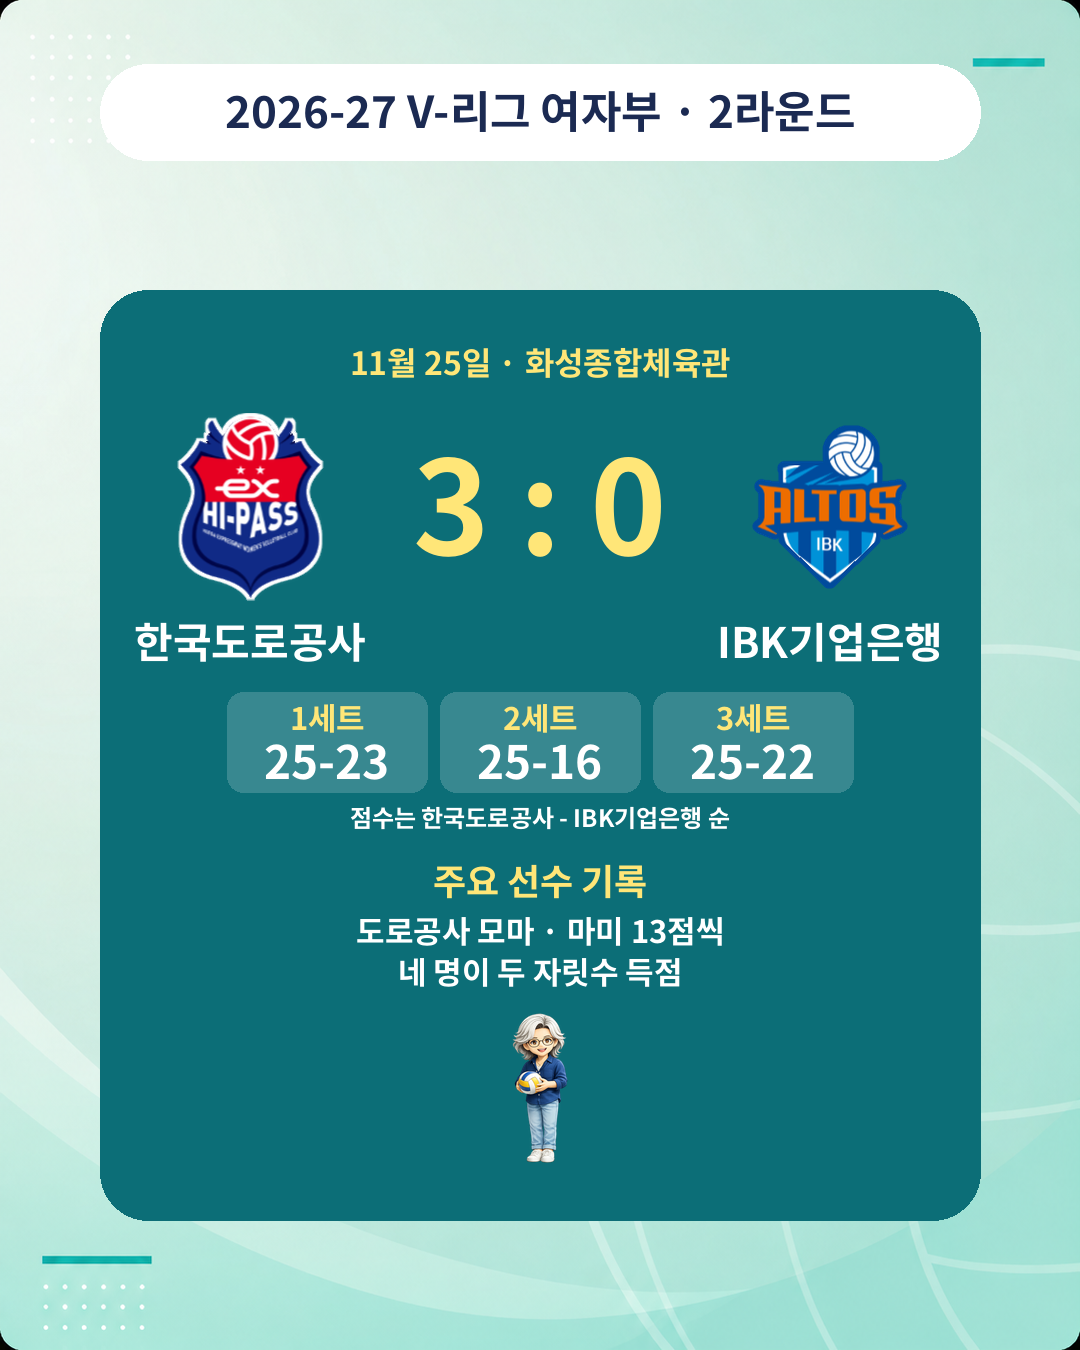 2026-27 V-리그 여자부 · 2라운드
11월 25일 · 화성종합체육관
ex
HI-PASS
3 : 0
ALTOS
IBK
한국도로공사
IBK기업은행
1세트
25-23
2세트
25-16
3세트
25-22
점수는 한국도로공사 - IBK기업은행 순
주요 선수 기록
도로공사 모마 · 마미 13점씩
네 명이 두 자릿수 득점